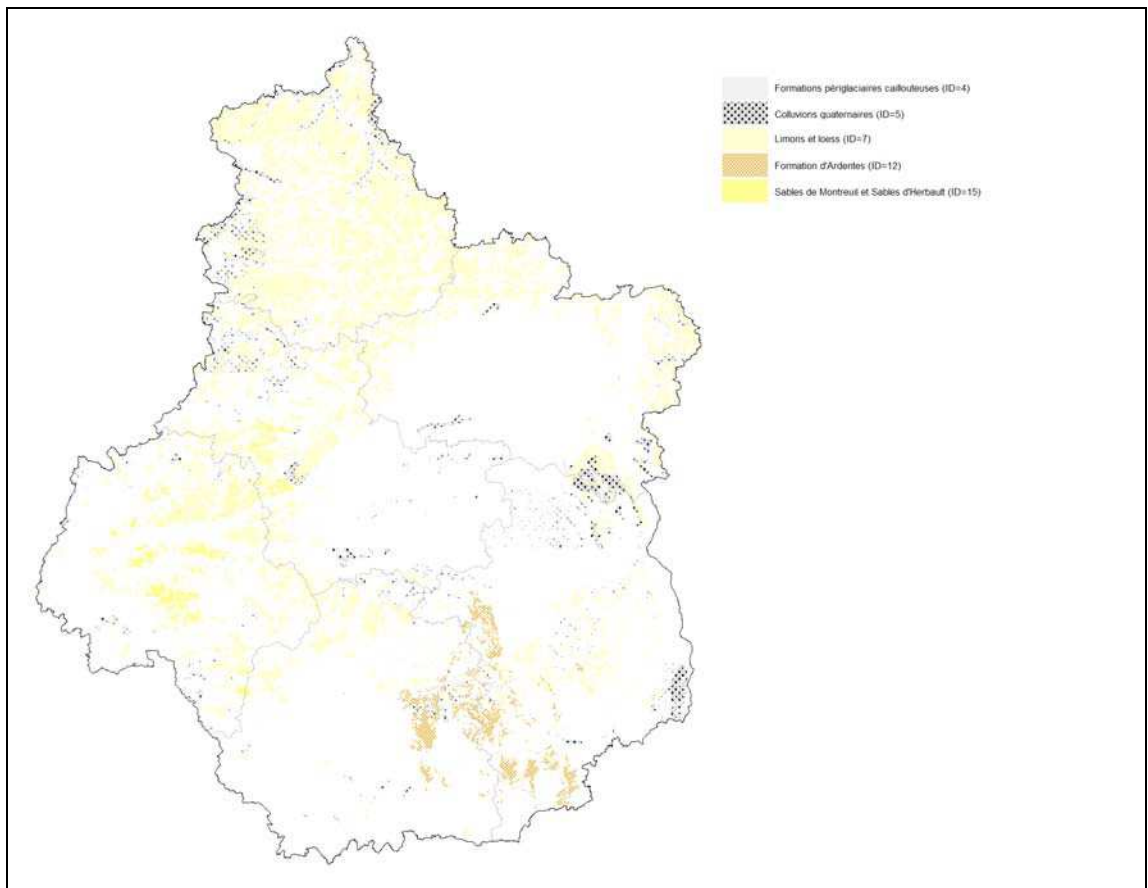 Formations périglaciaires caillouteuses (ID=4)
Colluvions quaternaires (ID=5)
Limons et loess (ID=7)
Formation d'Ardentes (ID=12)
Sables de Montreuil et Sables d'Herbault (ID=15)